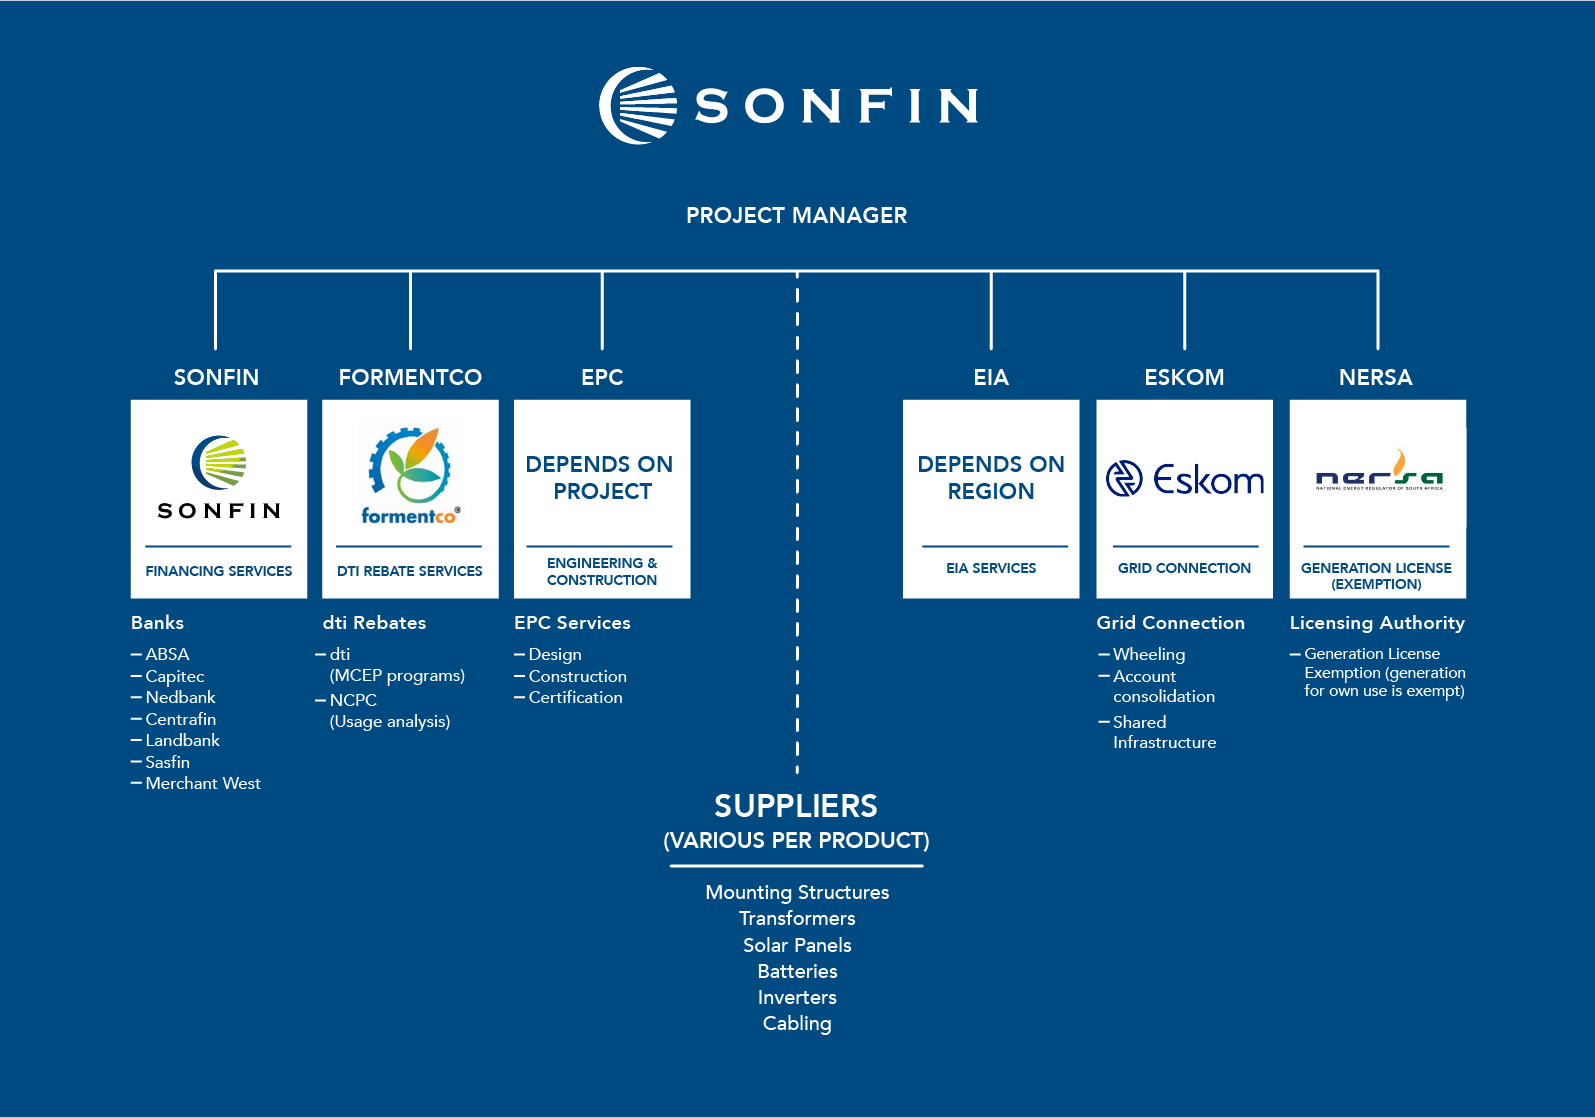 SONFIN
PROJECT MANAGER
SONFIN
SONFIN
FINANCING SERVICES
Banks
– ABSA
– Capitec
– Nedbank
– Centrafin
– Landbank
– Sasfin
– Merchant West
FORMENTCO
formentco®
DTI REBATE SERVICES
dti Rebates
– dti
(MCEP programs)
– NCPC
(Usage analysis)
EPC
DEPENDS ON
PROJECT
ENGINEERING &
CONSTRUCTION
EPC Services
– Design
– Construction
– Certification
EIA
DEPENDS ON
REGION
EIA SERVICES
ESKOM
Eskom
GRID CONNECTION
Grid Connection
– Wheeling
– Account
consolidation
– Shared
Infrastructure
NERSA
nersa
NATIONAL ENERGY REGULATOR OF SOUTH AFRICA
GENERATION LICENSE
(EXEMPTION)
Licensing Authority
– Generation License
Exemption (generation
for own use is exempt)
SUPPLIERS
(VARIOUS PER PRODUCT)
Mounting Structures
Transformers
Solar Panels
Batteries
Inverters
Cabling